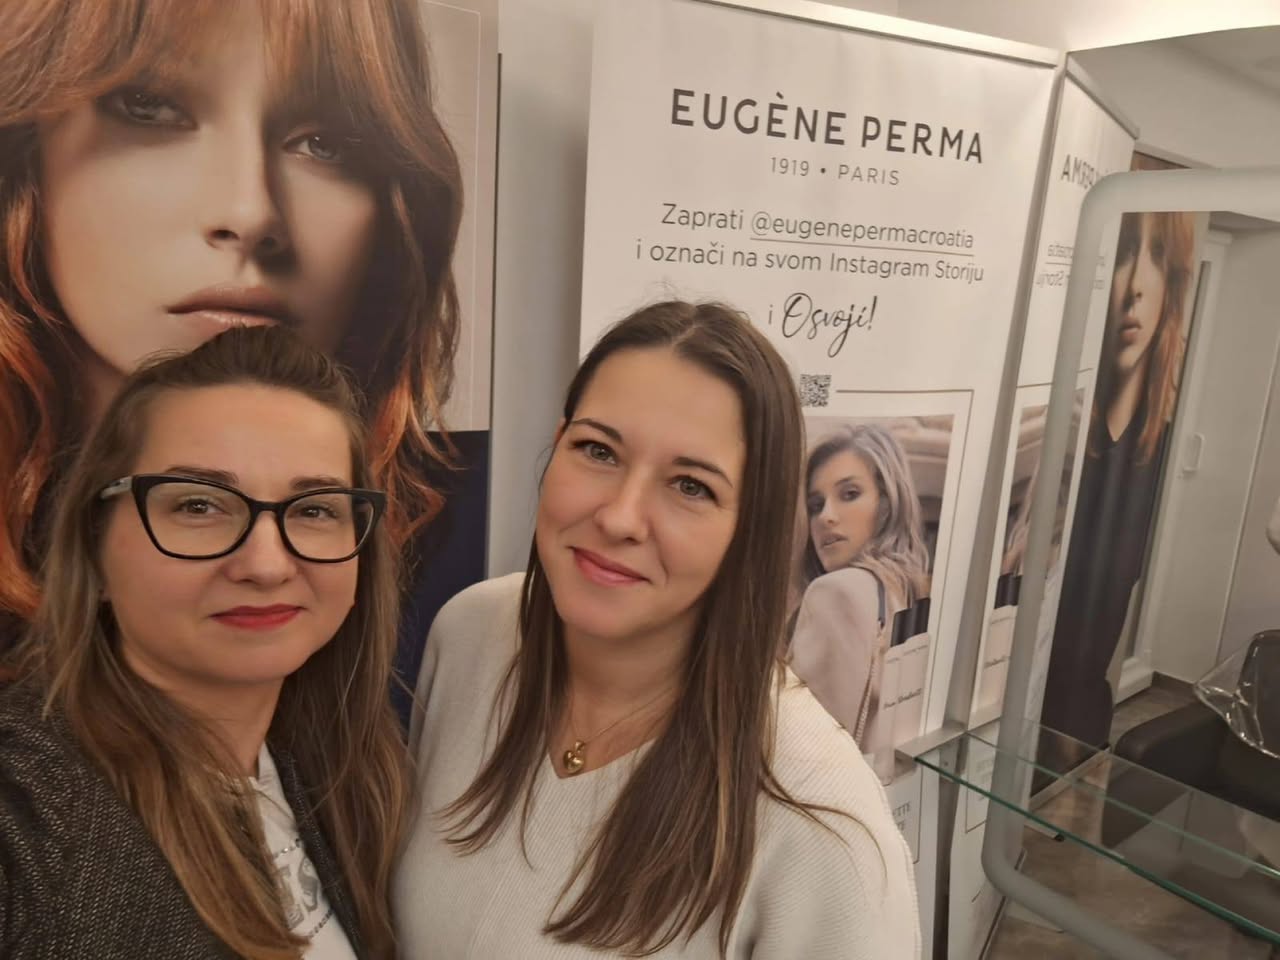 EUGÈNE PERMA
1919 • PARIS
Zaprati @eugenepermacroatia
i označi na svom Instagram Storiju
i Osvoji!